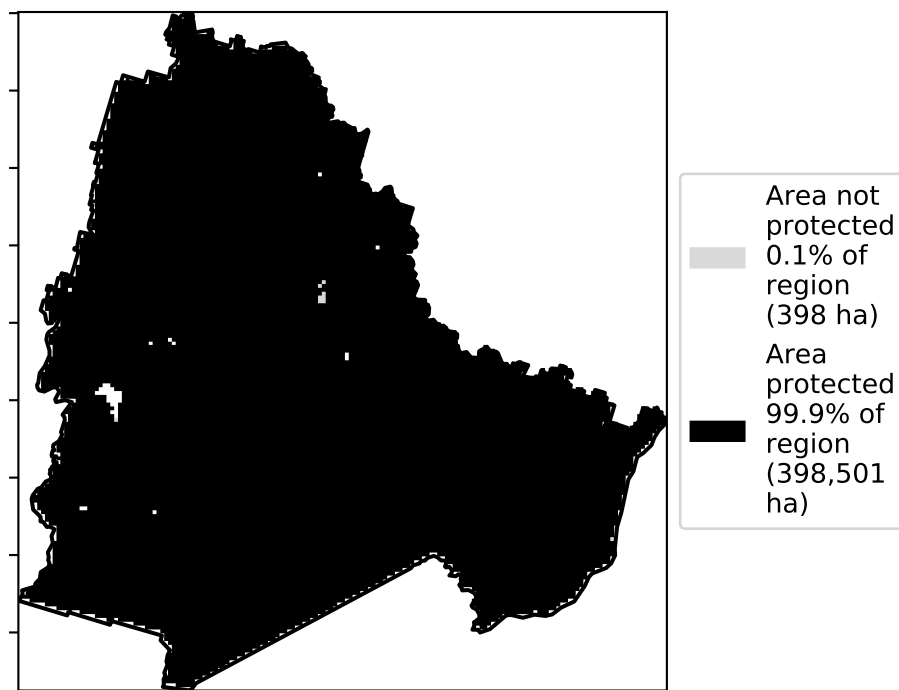 Area not
protected
0.1% of
region
(398 ha)
Area
protected
99.9% of
region
(398,501
ha)